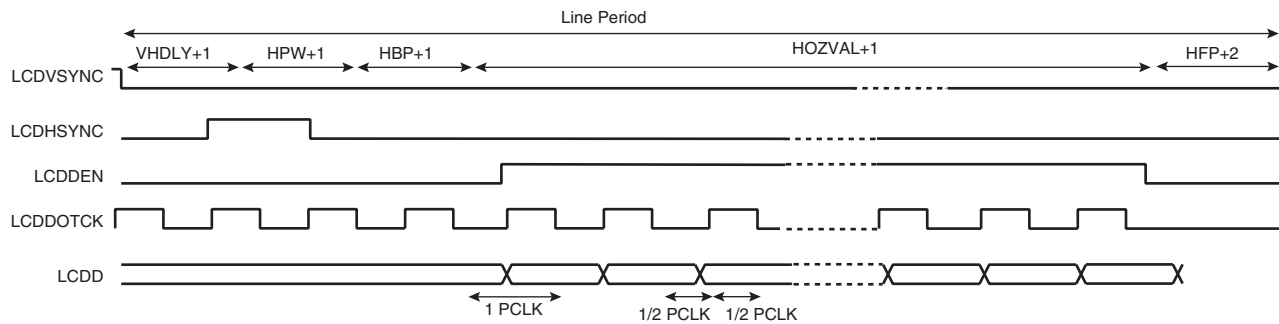 Line Period
VHDLY+1 HPW+1 HBP+1 HOZVAL+1 HFP+2
LCDVSYNC
LCDHSYNC
LCDDEN
LCDDOTCK
LCDD
1 PCLK 1/2 PCLK 1/2 PCLK